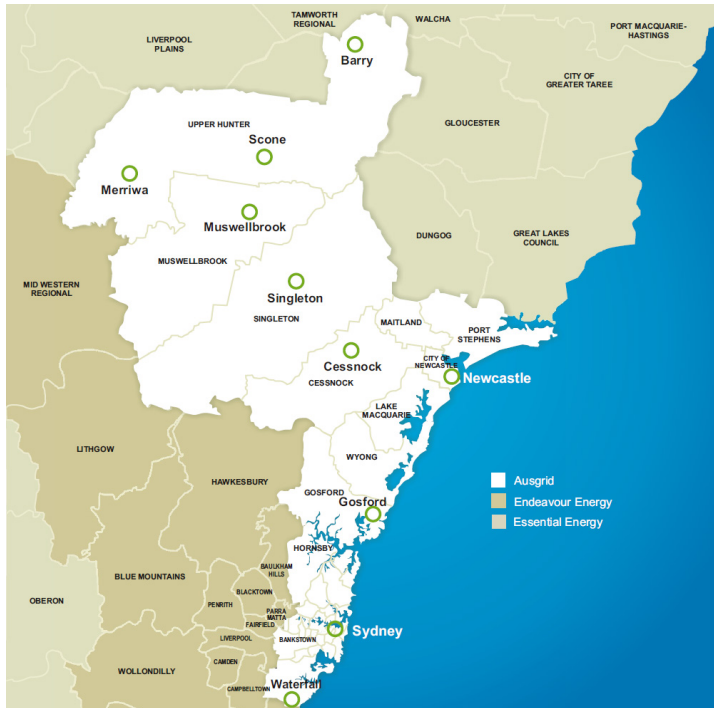 TAMWORTH
REGIONAL
WALCHA
PORT MACQUARIE-
HASTINGS
LIVERPOOL
PLAINS
Barry
CITY OF
GREATER TAREE
UPPER HUNTER
GLOUCESTER
Scone
Merriwa
Muswellbrook
DUNGOG
GREAT LAKES
COUNCIL
MUSWELLBROOK
MID WESTERN
REGIONAL
Singleton
SINGLETON
MAITLAND
PORT
STEPHENS
Cessnock
CITY OF
NEWCASTLE
Newcastle
CESSNOCK
LAKE
MACQUARIE
LITHGOW
WYONG
HAWKESBURY
Ausgrid
GOSFORD
Gosford
Endeavour Energy
Essential Energy
HORNSBY
BAULKHAM
HILLS
BLUE MOUNTAINS
BLACKTOWN
OBERON
PENRITH
PARRA
MATTA
FAIRFIELD
Sydney
LIVERPOOL
BANKSTOWN
CAMDEN
WOLLONDILLY
CAMPSELLTOWN
Waterfall